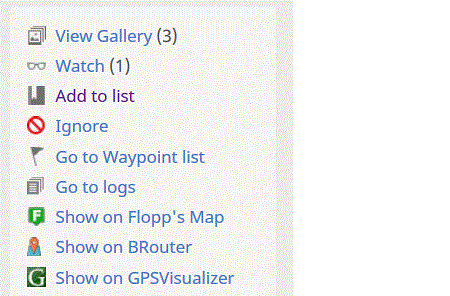 View Gallery (3)
Watch (1)
Add to list
Ignore
Go to Waypoint list
Go to logs
Show on Flopp's Map
Show on BRouter
Show on GPSVisualizer